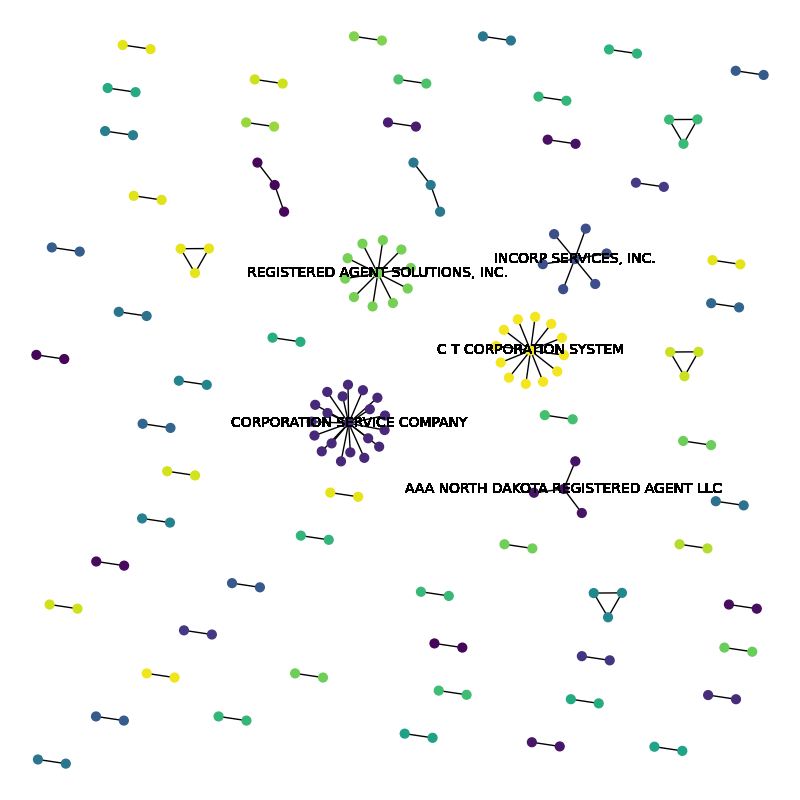 INCORP SERVICES, INC.
REGISTERED AGENT SOLUTIONS, INC.
C T CORPORATION SYSTEM
CORPORATION SERVICE COMPANY
AAA NORTH DAKOTA REGISTERED AGENT LLC